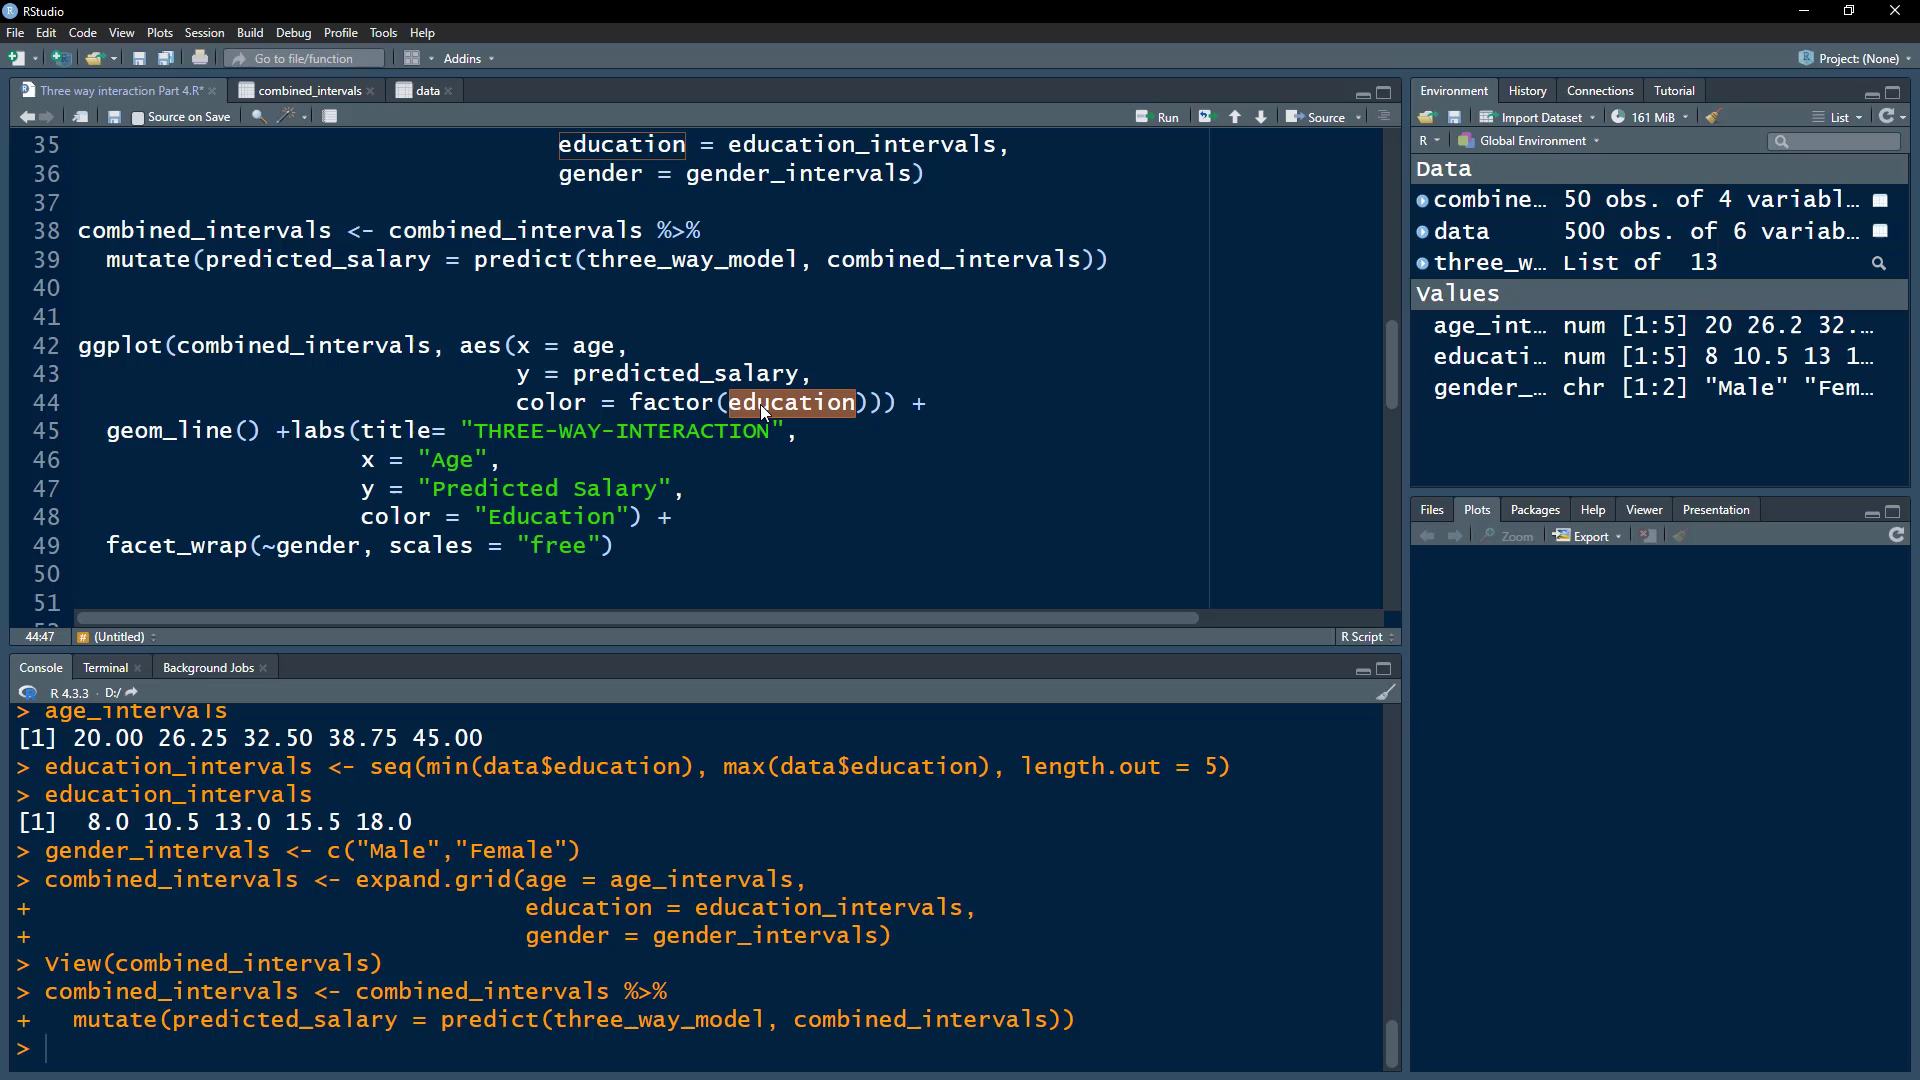 RStudio
File Edit Code View Plots Session Build Debug Profile Tools Help
Go to file/function Addins Project: (None)
Three way interaction Part 4.R* combined_intervals data
Source on Save Run Source
35 education = education_intervals,
36 gender = gender_intervals)
37
38 combined_intervals <- combined_intervals %>%
39 mutate(predicted_salary = predict(three_way_model, combined_intervals))
40
41
42 ggplot(combined_intervals, aes(x = age,
43 y = predicted_salary,
44 color = factor(education))) +
45 geom_line() +labs(title= "THREE-WAY-INTERACTION",
46 x = "Age",
47 y = "Predicted Salary",
48 color = "Education") +
49 facet_wrap(~gender, scales = "free")
50
51
44:47 # (Untitled) R Script
Console Terminal Background Jobs
R 4.3.3 · D:/
> age_intervals
[1] 20.00 26.25 32.50 38.75 45.00
> education_intervals <- seq(min(data$education), max(data$education), length.out = 5)
> education_intervals
[1]  8.0 10.5 13.0 15.5 18.0
> gender_intervals <- c("Male","Female")
> combined_intervals <- expand.grid(age = age_intervals,
+ education = education_intervals,
+ gender = gender_intervals)
> View(combined_intervals)
> combined_intervals <- combined_intervals %>%
+ mutate(predicted_salary = predict(three_way_model, combined_intervals))
>
Environment History Connections Tutorial
Import Dataset 161 MiB List
R Global Environment
Data
combine… 50 obs. of 4 variabl…
data 500 obs. of 6 variab…
three_w… List of 13
Values
age_int… num [1:5] 20 26.2 32.…
educati… num [1:5] 8 10.5 13 1…
gender_… chr [1:2] "Male" "Fem…
Files Plots Packages Help Viewer Presentation
Zoom Export